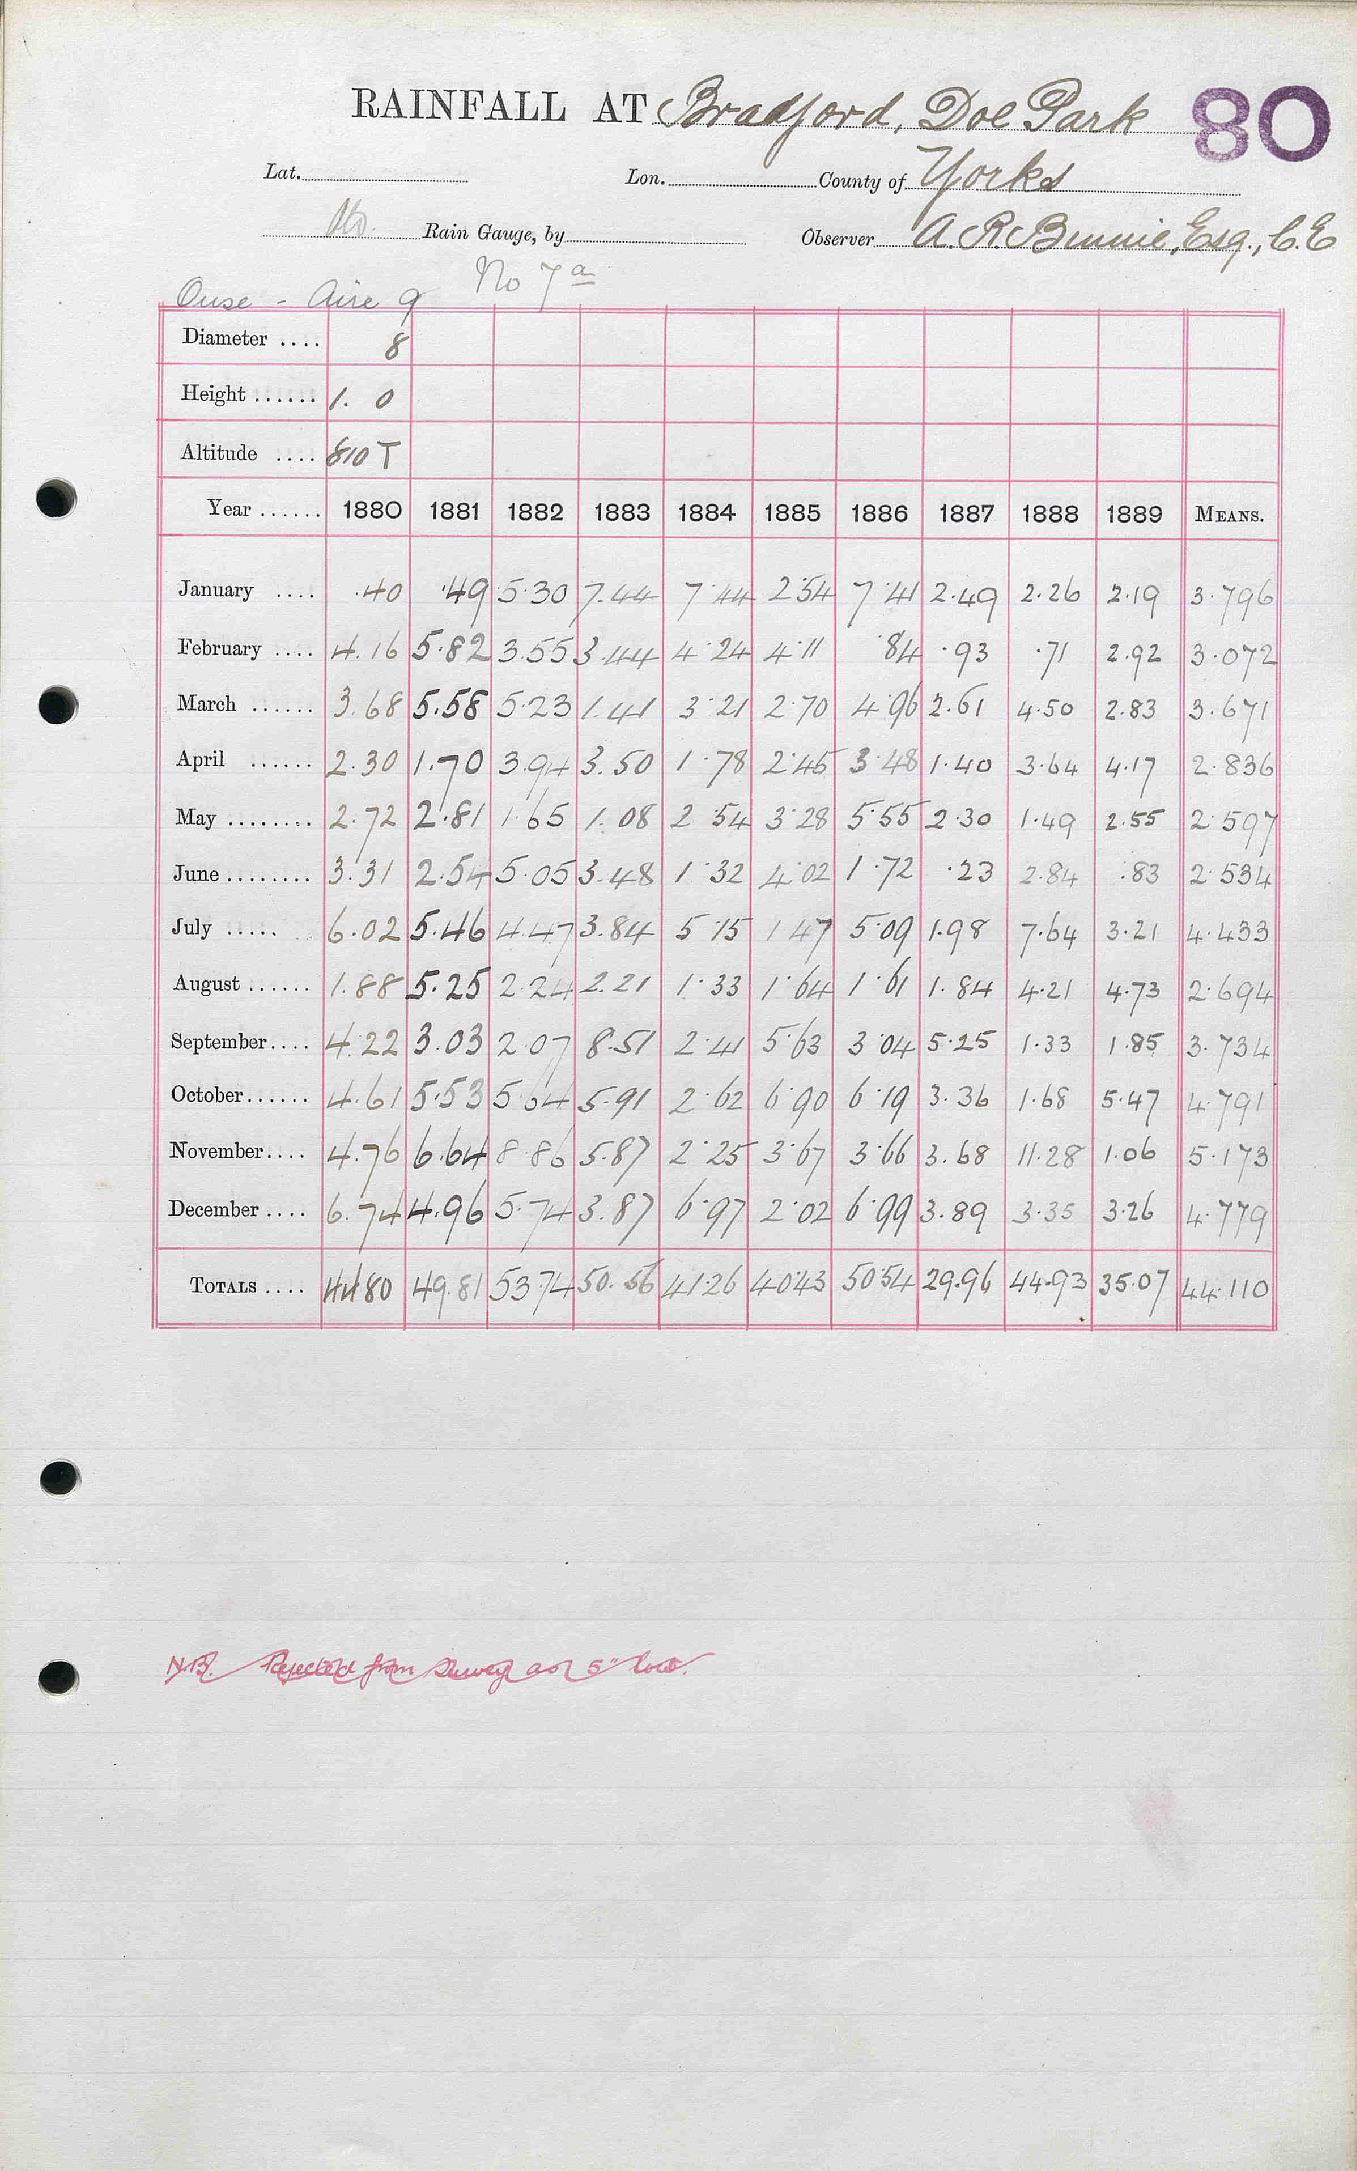 RAINFALL AT Bradford, Doe Park 80
Lat. Lon. County of Yorks
Rain Gauge, by Observer A. R. Binnie, Esq., C.E
Ouse - Aire 9 No 7a
Diameter .... 8
Height ...... 1. 0
Altitude .... 810 T
Year ...... 1880 1881 1882 1883 1884 1885 1886 1887 1888 1889 MEANS.
January .... .40 .49 5.30 7.44 7.44 2.54 7.41 2.49 2.26 2.19 3.796
February .... 4.16 5.82 3.55 3.44 4.24 4.11 .84 .93 .71 2.92 3.072
March ...... 3.68 5.58 5.23 1.41 3.21 2.70 4.96 2.61 4.50 2.83 3.671
April ...... 2.30 1.70 3.94 3.50 1.78 2.45 3.48 1.40 3.64 4.17 2.836
May ........ 2.72 2.81 1.65 1.08 2.54 3.28 5.55 2.30 1.49 2.55 2.597
June ........ 3.31 2.54 5.05 3.48 1.32 4.02 1.72 .23 2.84 .83 2.534
July ..... 6.02 5.46 4.47 3.84 5.15 1.47 5.09 1.98 7.64 3.21 4.433
August ...... 1.88 5.25 2.24 2.21 1.33 1.64 1.61 1.84 4.21 4.73 2.694
September.... 4.22 3.03 2.07 8.51 2.41 5.63 3.04 5.25 1.33 1.85 3.734
October...... 4.61 5.53 5.64 5.91 2.62 6.90 6.19 3.36 1.68 5.47 4.791
November.... 4.76 6.64 8.86 5.87 2.25 3.67 3.66 3.68 11.28 1.06 5.173
December .... 6.74 4.96 5.74 3.87 6.97 2.02 6.99 3.89 3.35 3.26 4.779
TOTALS .... 44.80 49.81 53.74 50.56 41.26 40.43 50.54 29.96 44.93 35.07 44.110
N.B. Rejected from Survey as 5" low.